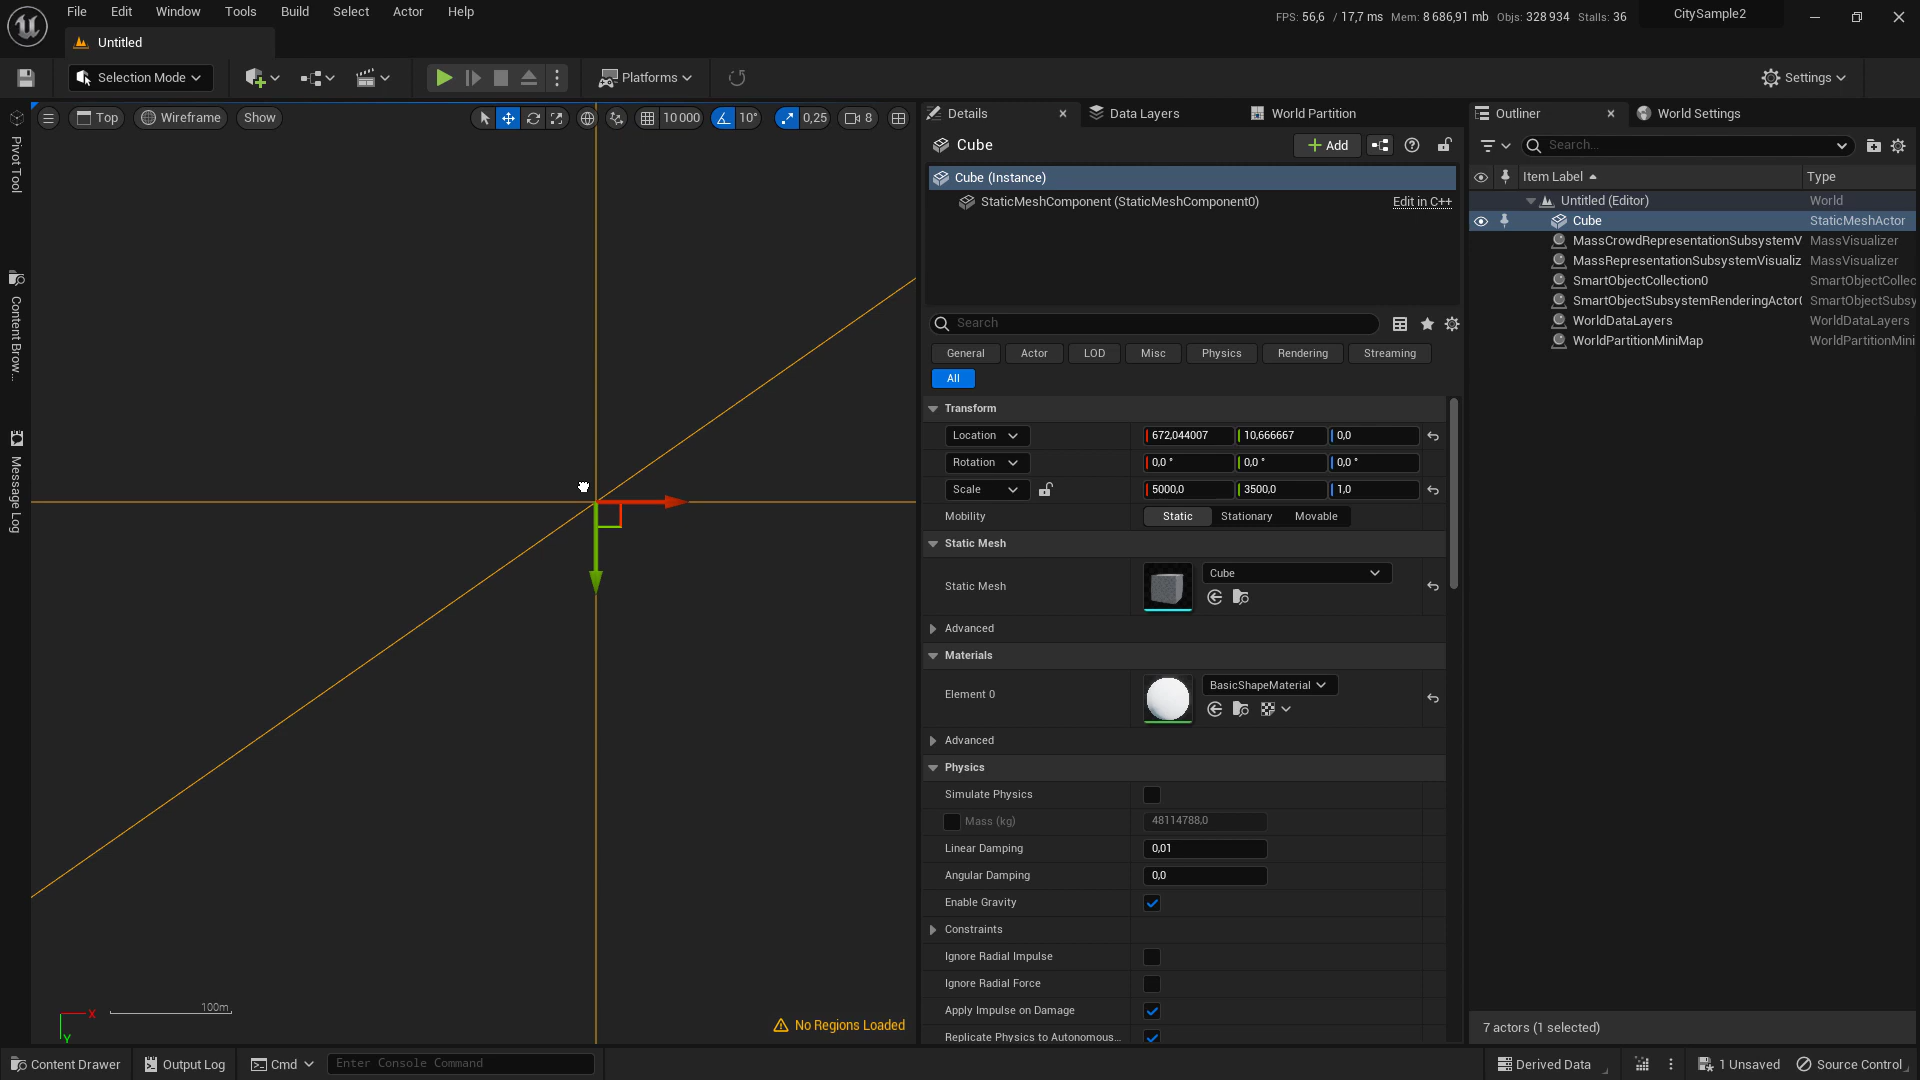 File Edit Window Tools Build Select Actor Help
FPS: 56,6 / 17,7 ms Mem: 8 686,91 mb Objs: 328 934 Stalls: 36
CitySample2
Untitled
Selection Mode
Platforms
Settings
Pivot Tool
Content Brow...
Message Log
Top
Wireframe
Show
10 000
10°
0,25
8
100m
X
Y
No Regions Loaded
Details
Data Layers
World Partition
Cube
Add
Cube (Instance)
StaticMeshComponent (StaticMeshComponent0)
Edit in C++
Search
General Actor LOD Misc Physics Rendering Streaming
All
Transform
Location 672,044007 10,666667 0,0
Rotation 0,0 ° 0,0 ° 0,0 °
Scale 5000,0 3500,0 1,0
Mobility Static Stationary Movable
Static Mesh
Static Mesh Cube
Advanced
Materials
Element 0 BasicShapeMaterial
Advanced
Physics
Simulate Physics
Mass (kg) 48114788,0
Linear Damping 0,01
Angular Damping 0,0
Enable Gravity
Constraints
Ignore Radial Impulse
Ignore Radial Force
Apply Impulse on Damage
Replicate Physics to Autonomous...
Outliner
World Settings
Search...
Item Label Type
Untitled (Editor) World
Cube StaticMeshActor
MassCrowdRepresentationSubsystemV MassVisualizer
MassRepresentationSubsystemVisualiz MassVisualizer
SmartObjectCollection0 SmartObjectCollec
SmartObjectSubsystemRenderingActor( SmartObjectSubsy
WorldDataLayers WorldDataLayers
WorldPartitionMiniMap WorldPartitionMini
7 actors (1 selected)
Content Drawer
Output Log
Cmd
Enter Console Command
Derived Data
1 Unsaved
Source Control